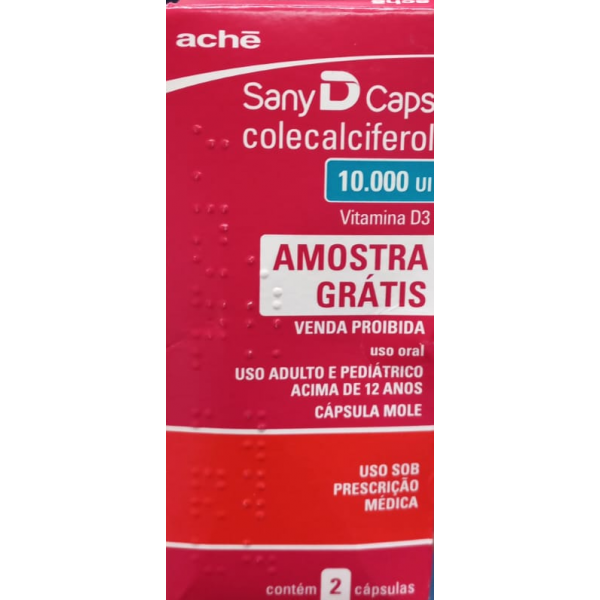 achē
Sany D Caps
colecalciferol
10.000 UI
Vitamina D3
AMOSTRA
GRÁTIS
VENDA PROIBIDA
uso oral
USO ADULTO E PEDIÁTRICO
ACIMA DE 12 ANOS
CÁPSULA MOLE
USO SOB
PRESCRIÇÃO
MÉDICA
contém 2 cápsulas